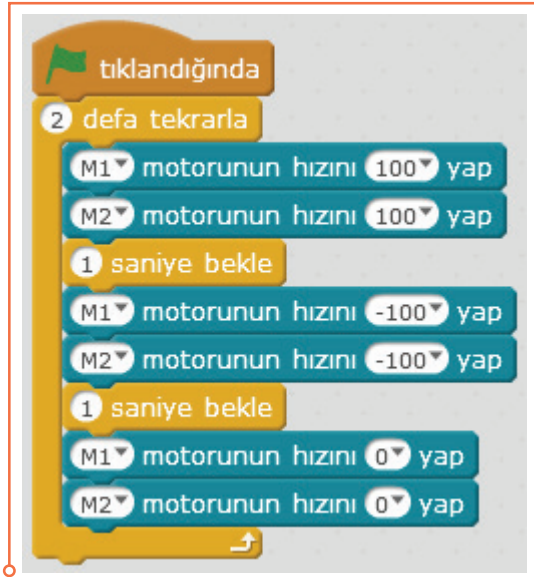 tıklandığında
2 defa tekrarla
M1 motorunun hızını 100 yap
M2 motorunun hızını 100 yap
1 saniye bekle
M1 motorunun hızını -100 yap
M2 motorunun hızını -100 yap
1 saniye bekle
M1 motorunun hızını 0 yap
M2 motorunun hızını 0 yap